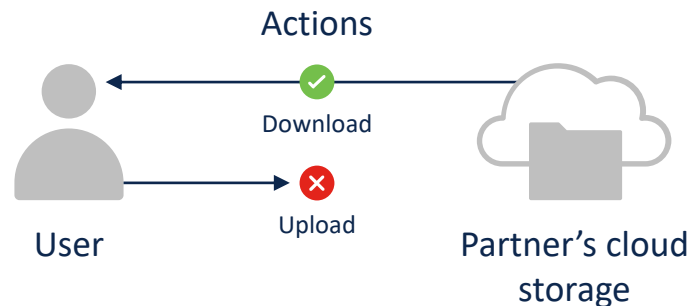 Actions
Download
Upload
User
Partner’s cloud
storage